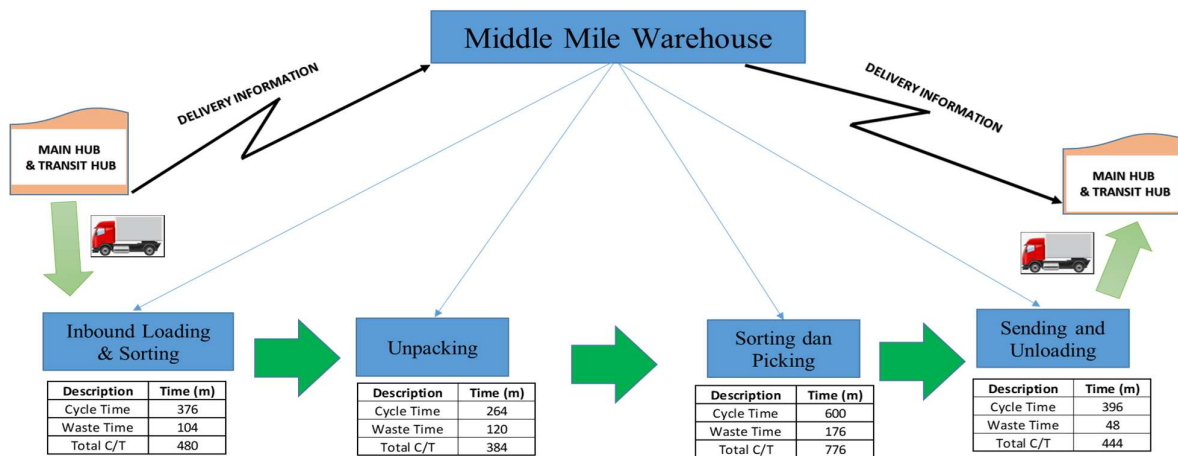 Middle Mile Warehouse
DELIVERY INFORMATION
DELIVERY INFORMATION
MAIN HUB
& TRANSIT HUB
MAIN HUB
& TRANSIT HUB
Inbound Loading
& Sorting
Description Time (m)
Cycle Time 376
Waste Time 104
Total C/T 480
Unpacking
Description Time (m)
Cycle Time 264
Waste Time 120
Total C/T 384
Sorting dan
Picking
Description Time (m)
Cycle Time 600
Waste Time 176
Total C/T 776
Sending and
Unloading
Description Time (m)
Cycle Time 396
Waste Time 48
Total C/T 444